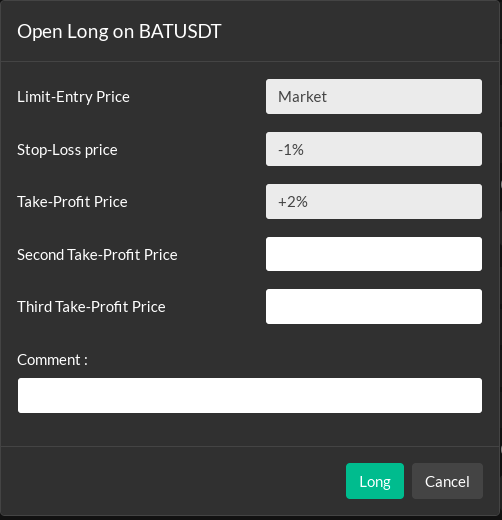 Open Long on BATUSDT
Limit-Entry Price Market
Stop-Loss price -1%
Take-Profit Price +2%
Second Take-Profit Price
Third Take-Profit Price
Comment :
Long Cancel